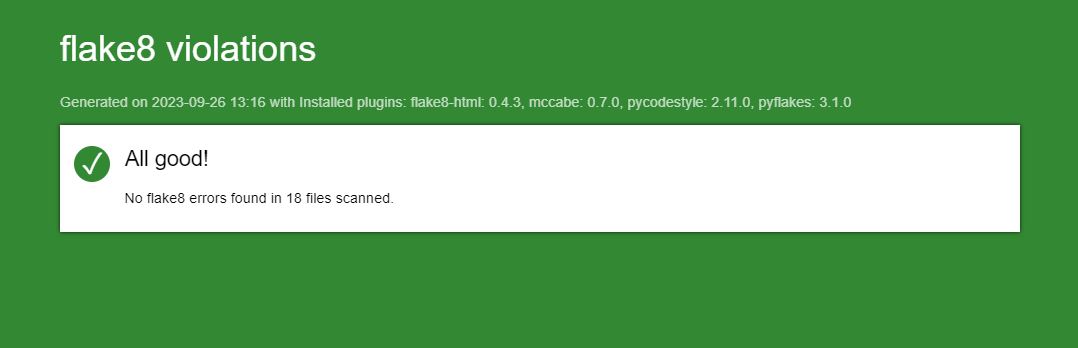 flake8 violations
Generated on 2023-09-26 13:16 with Installed plugins: flake8-html: 0.4.3, mccabe: 0.7.0, pycodestyle: 2.11.0, pyflakes: 3.1.0
All good!
No flake8 errors found in 18 files scanned.